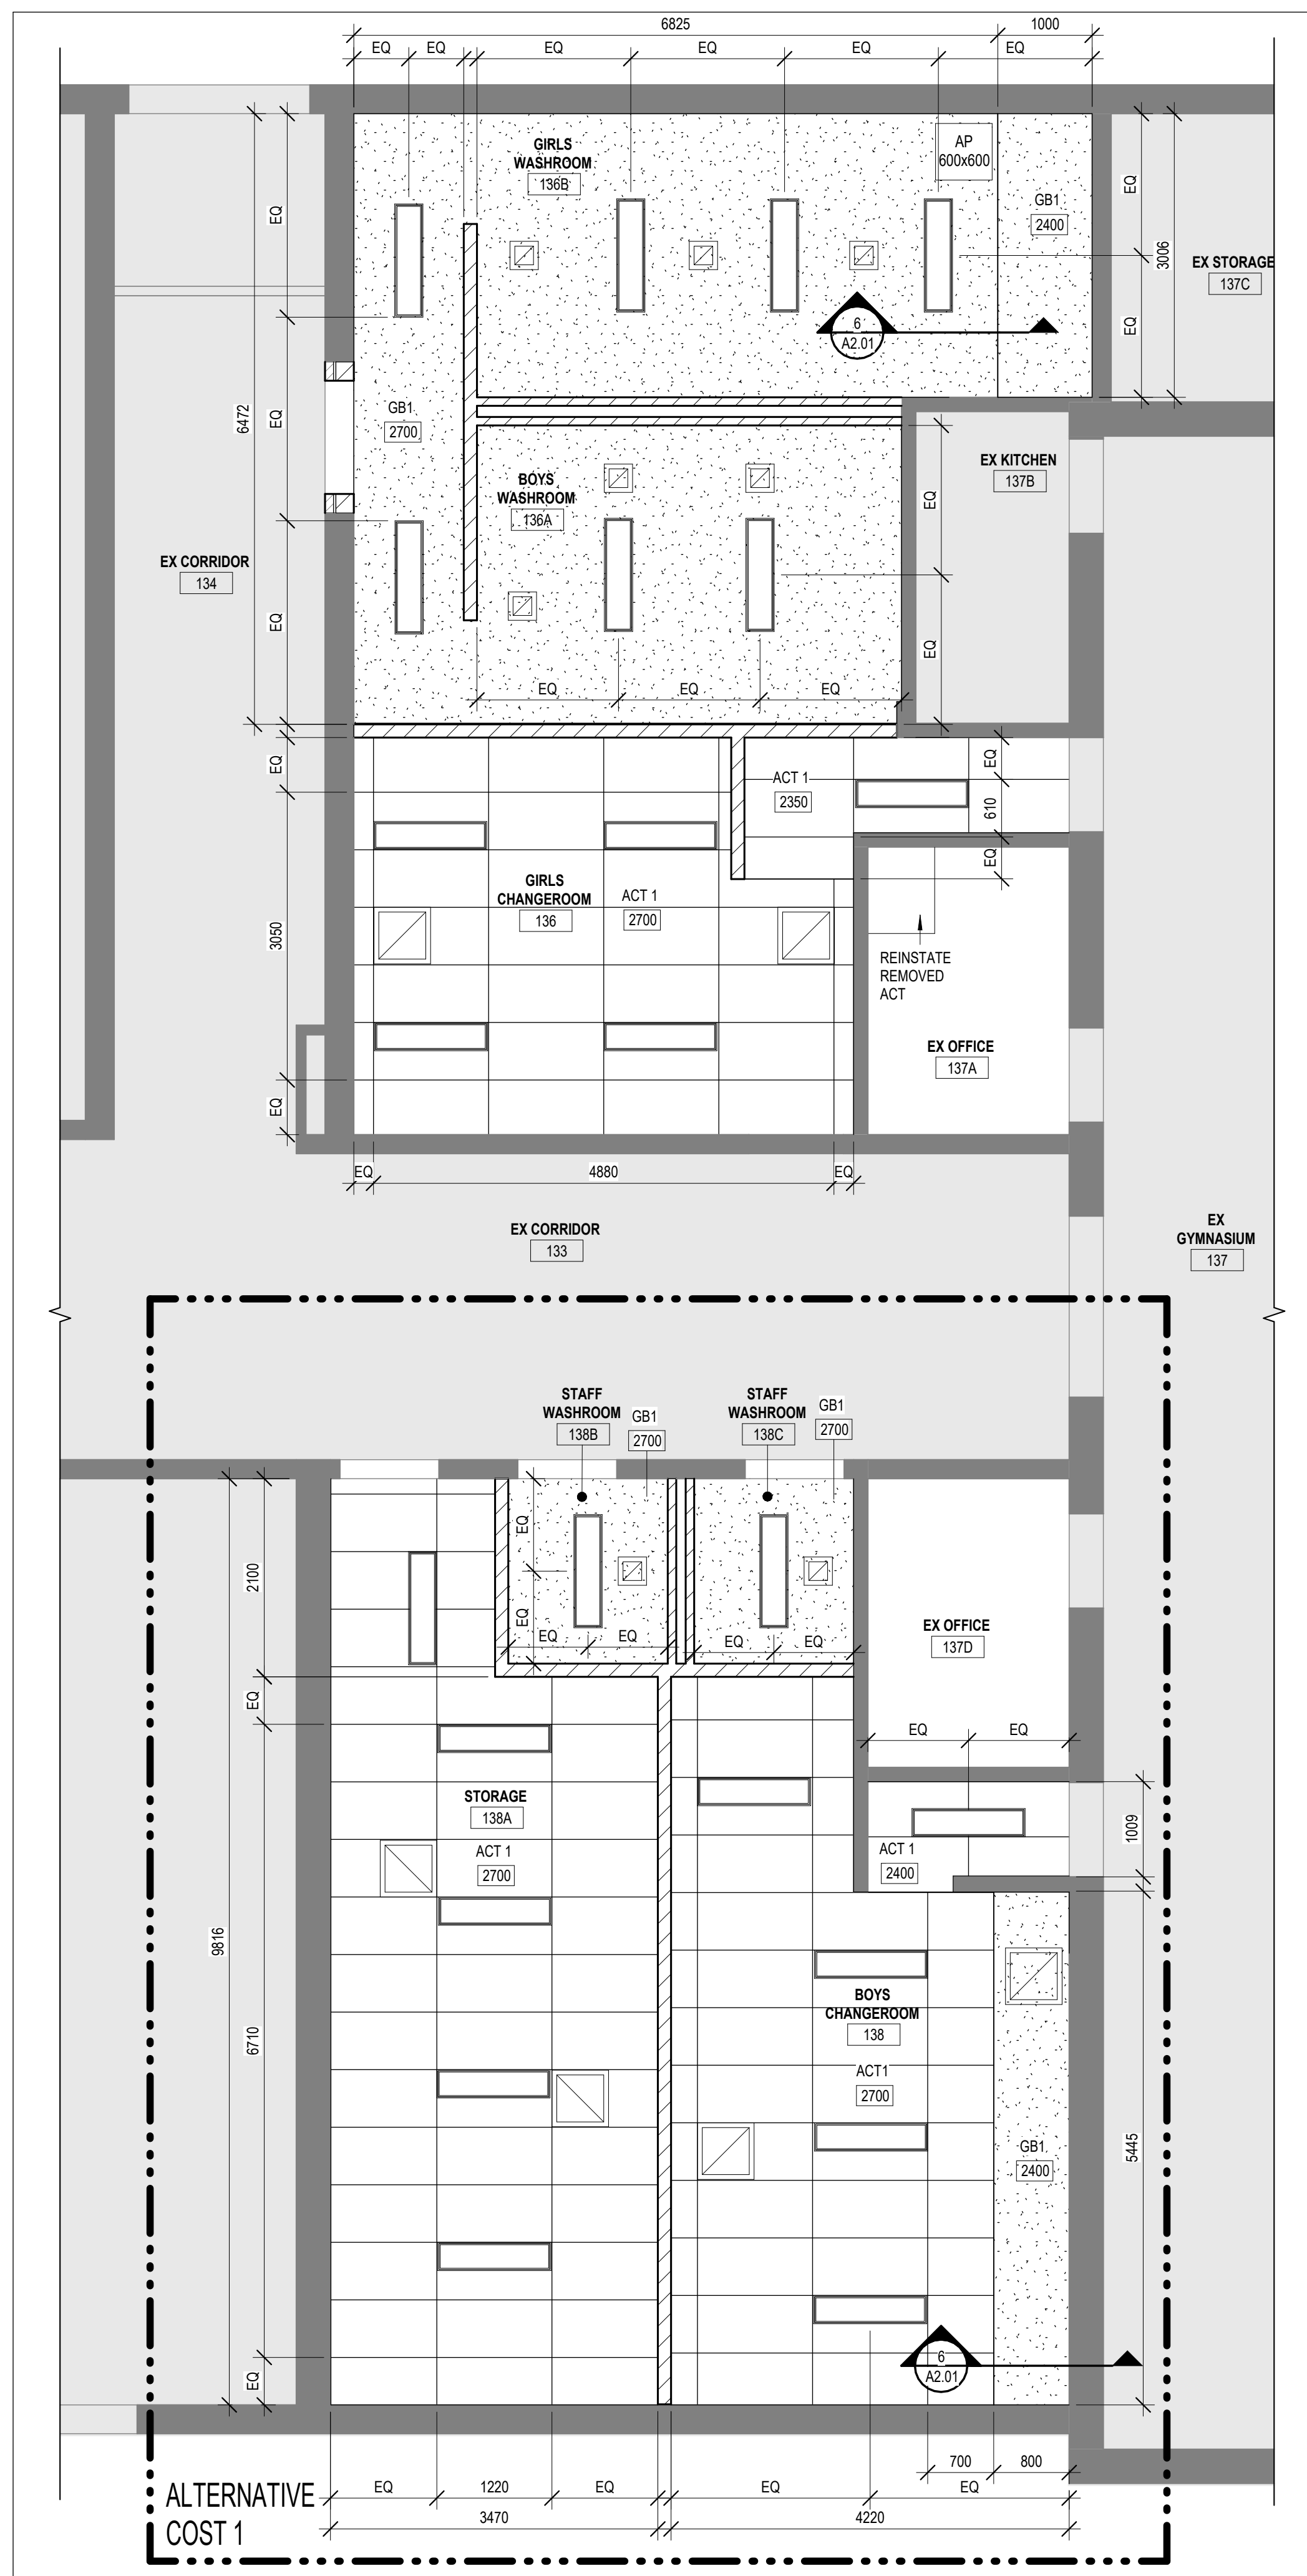 6825
1000
EQ
EQ
EQ
EQ
EQ
EQ
GIRLS
WASHROOM
136B
AP
600x600
GB1
2400
EQ
EQ
3006
EX STORAGE
137C
EQ
6
A2.01
6472
EQ
GB1
2700
EX KITCHEN
137B
BOYS
WASHROOM
136A
EQ
EX CORRIDOR
134
EQ
EQ
EQ
EQ
EQ
EQ
ACT 1
2350
EQ
610
EQ
GIRLS
CHANGEROOM
136
ACT 1
2700
3050
REINSTATE
REMOVED
ACT
EX OFFICE
137A
EQ
EQ
4880
EQ
EX CORRIDOR
133
EX
GYMNASIUM
137
STAFF
WASHROOM
138B
GB1
2700
STAFF
WASHROOM
138C
GB1
2700
EQ
2100
EQ
EQ
EQ
EQ
EQ
EX OFFICE
137D
EQ
EQ
EQ
STORAGE
138A
ACT 1
2700
ACT 1
2400
1009
9816
6710
BOYS
CHANGEROOM
138
ACT1
2700
GB1
2400
5445
6
A2.01
EQ
700
800
EQ
1220
EQ
EQ
EQ
3470
4220
ALTERNATIVE
COST 1